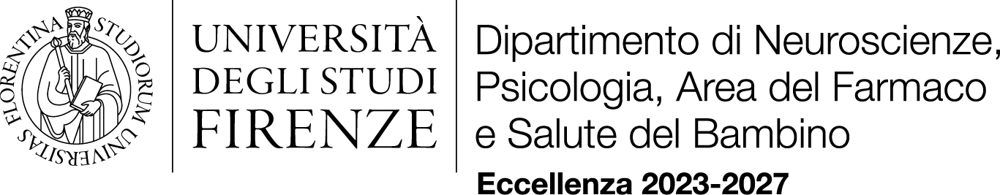 FLORENTINA STUDIORUM UNIVERSITAS
UNIVERSITÀ
DEGLI STUDI
FIRENZE
Dipartimento di Neuroscienze,
Psicologia, Area del Farmaco
e Salute del Bambino
Eccellenza 2023-2027